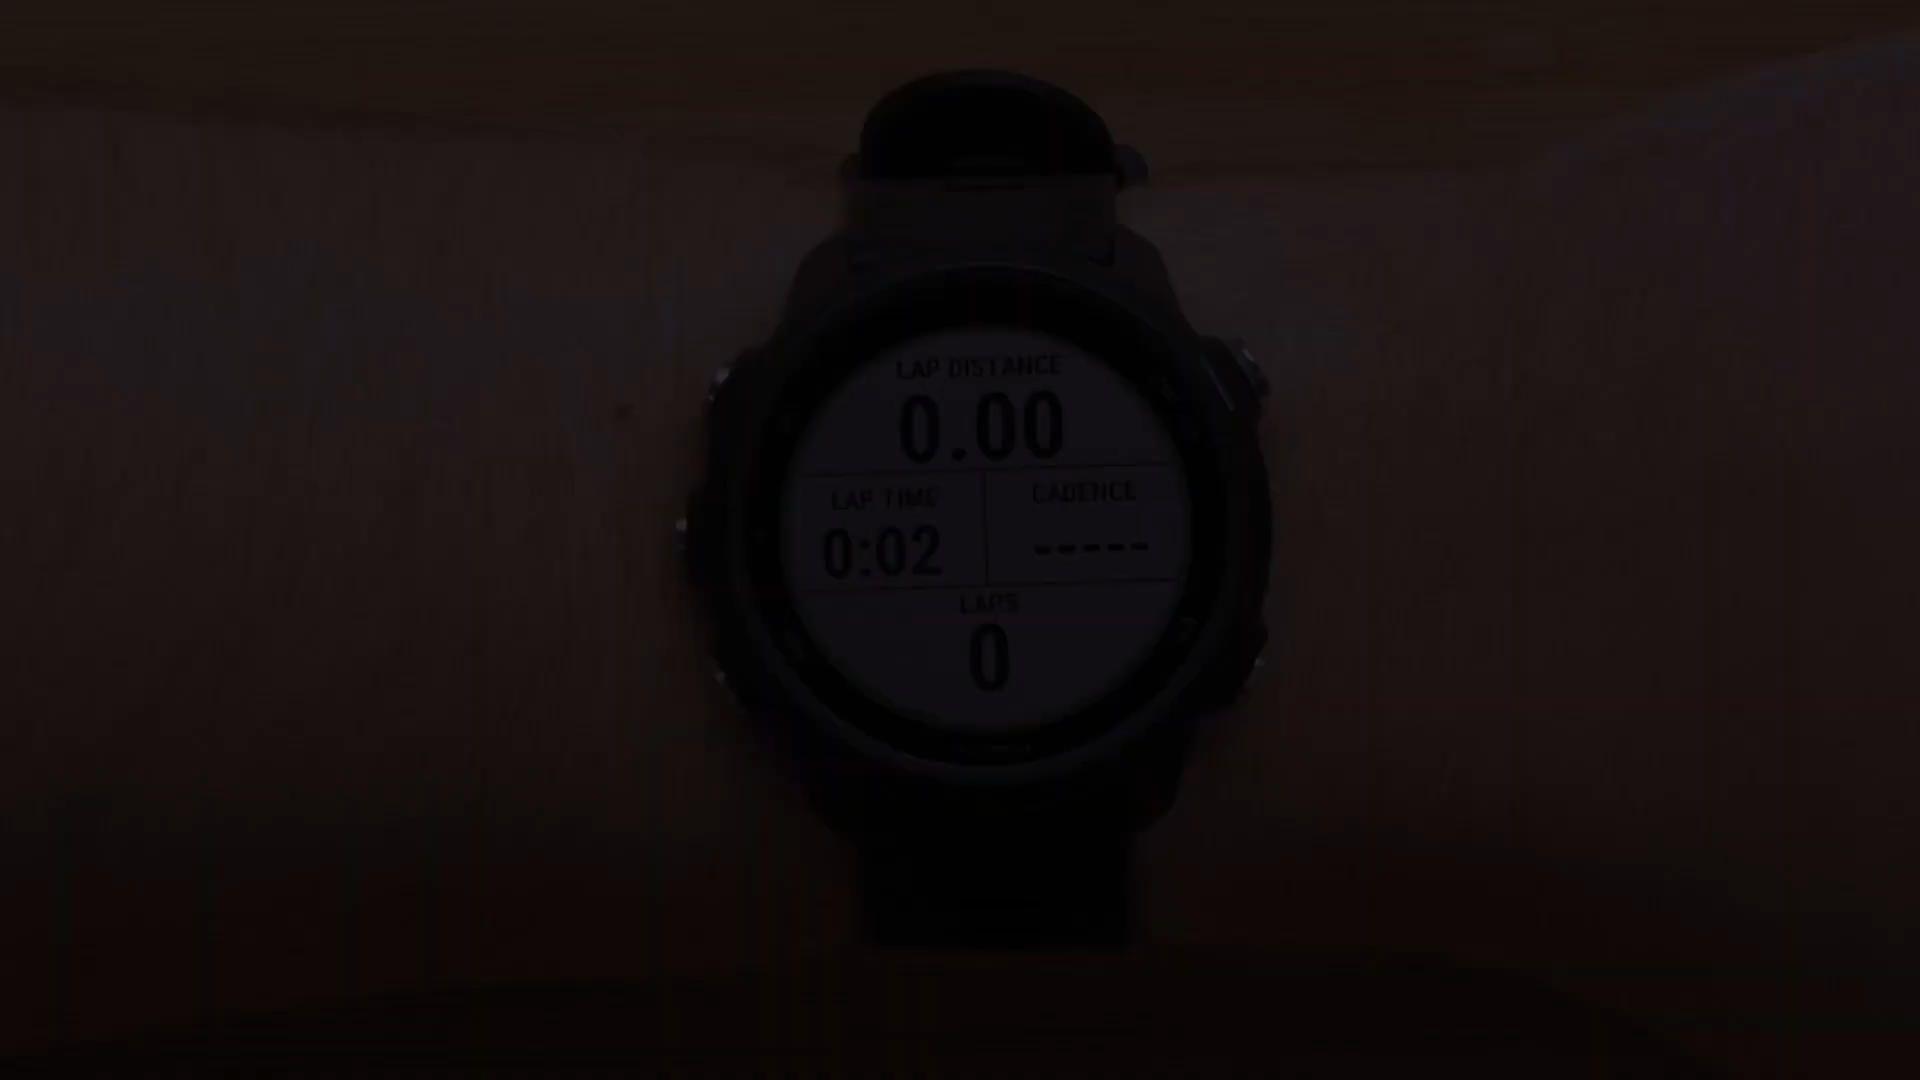 LAP DISTANCE
0.00
LAP TIME
CADENCE
0:02
-----
LAPS
0